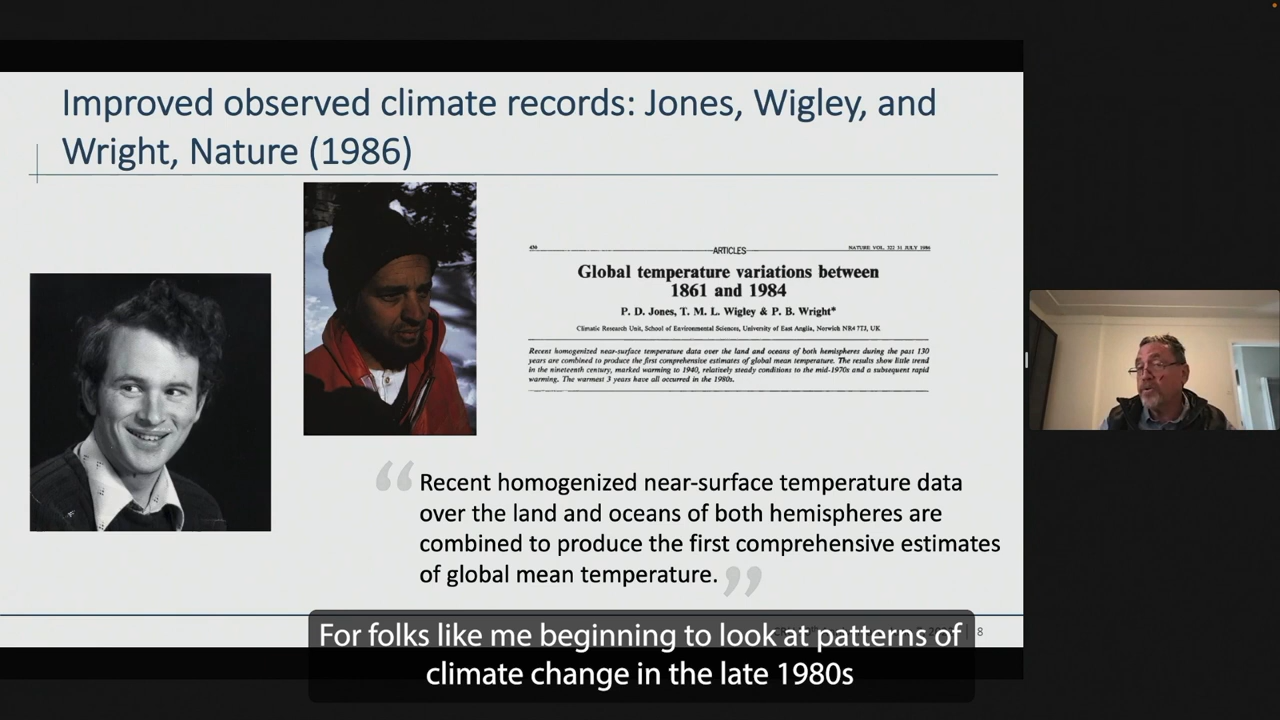 Improved observed climate records: Jones, Wigley, and
Wright, Nature (1986)
436
ARTICLES
NATURE VOL. 322 31 JULY 1986
Global temperature variations between
1861 and 1984
P. D. Jones, T. M. L. Wigley & P. B. Wright*
Climatic Research Unit, School of Environmental Sciences, University of East Anglia, Norwich NR4 7TJ, UK
Recent homogenized near-surface temperature data over the land and oceans of both hemispheres during the past 130
years are combined to produce the first comprehensive estimates of global mean temperature. The results show little trend
in the nineteenth century, marked warming to 1940, relatively steady conditions to the mid-1970s and a subsequent rapid
warming. The warmest 3 years have all occurred in the 1980s.
“Recent homogenized near-surface temperature data
over the land and oceans of both hemispheres are
combined to produce the first comprehensive estimates
of global mean temperature.”
8
For folks like me beginning to look at patterns of
climate change in the late 1980s